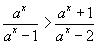 a^x / (a^x − 1) > (a^x + 1) / (a^x − 2)